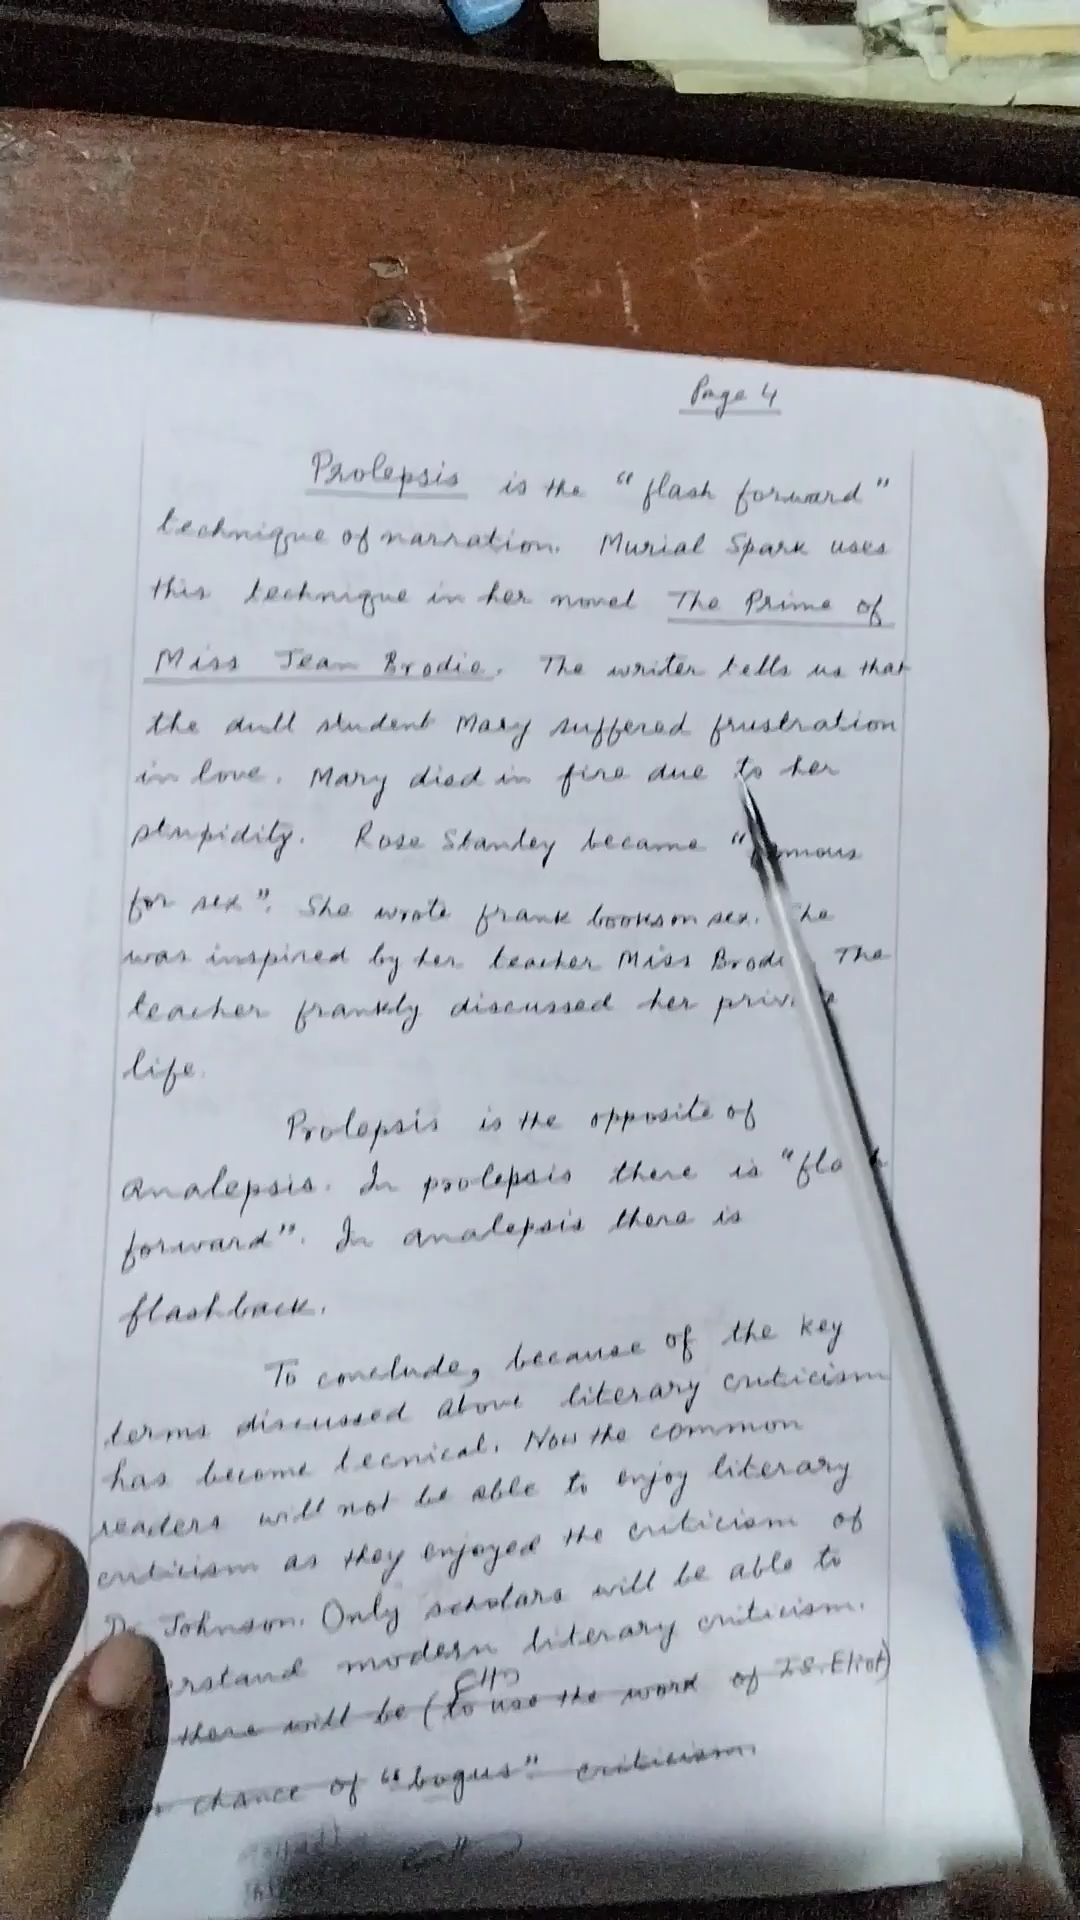 Page 4
Prolepsis is the "flash forward"
technique of narration. Murial Spark uses
this technique in her novel The Prime of
Miss Jean Brodie. The writer tells us that
the dull student Mary suffered frustration
in love. Mary died in fire due to her
stupidity. Rose Stanley became
for sex". She wrote frank books on sex.
was inspired by her teacher Miss The
teacher frankly discussed her
life.
Prolepsis is the opposite of
analepsis. In prolepsis there is
forward". In analepsis there is
flashback.
To conclude, because of the key
terms discussed above literary criticism
has become tecnical. Now the common
readers will not be able to enjoy literary
criticism as they enjoyed the criticism of
Johnson. Only scholars will be able to
modern literary criticism.
there will be (to use the work of T.S. Eliot)
chance of "bogus" criticism.